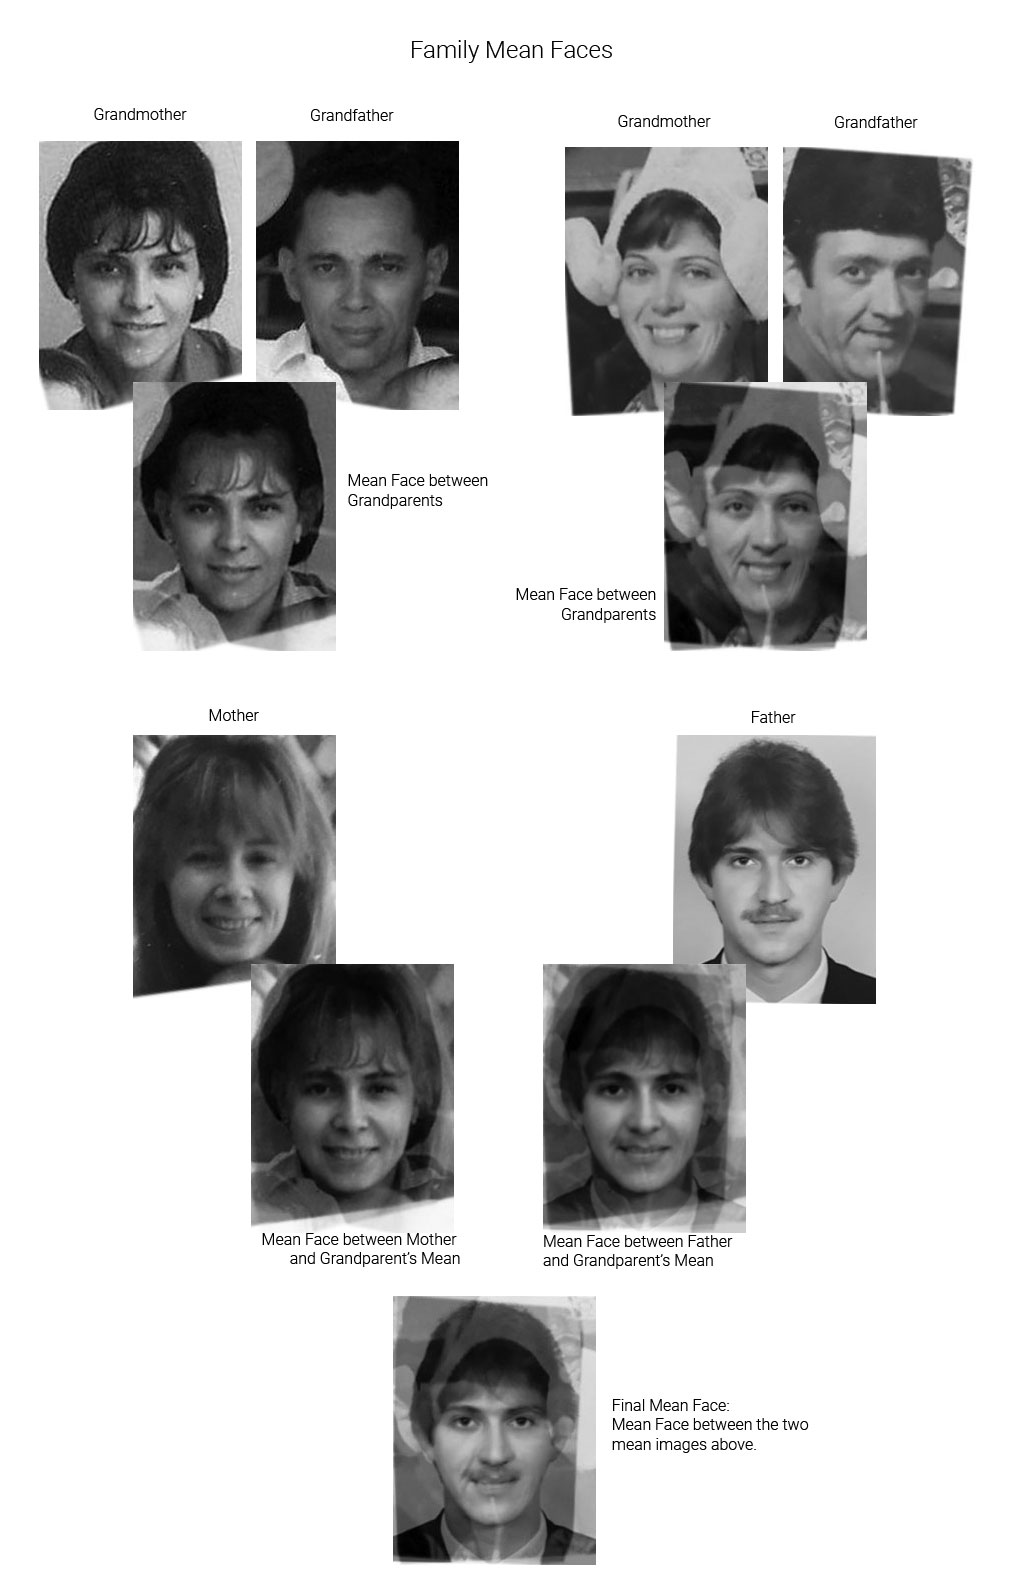 Family Mean Faces
Grandmother
Grandfather
Grandmother
Grandfather
Mean Face between
Grandparents
Mean Face between
Grandparents
Mother
Father
Mean Face between Mother
and Grandparent's Mean
Mean Face between Father
and Grandparent's Mean
Final Mean Face:
Mean Face between the two
mean images above.